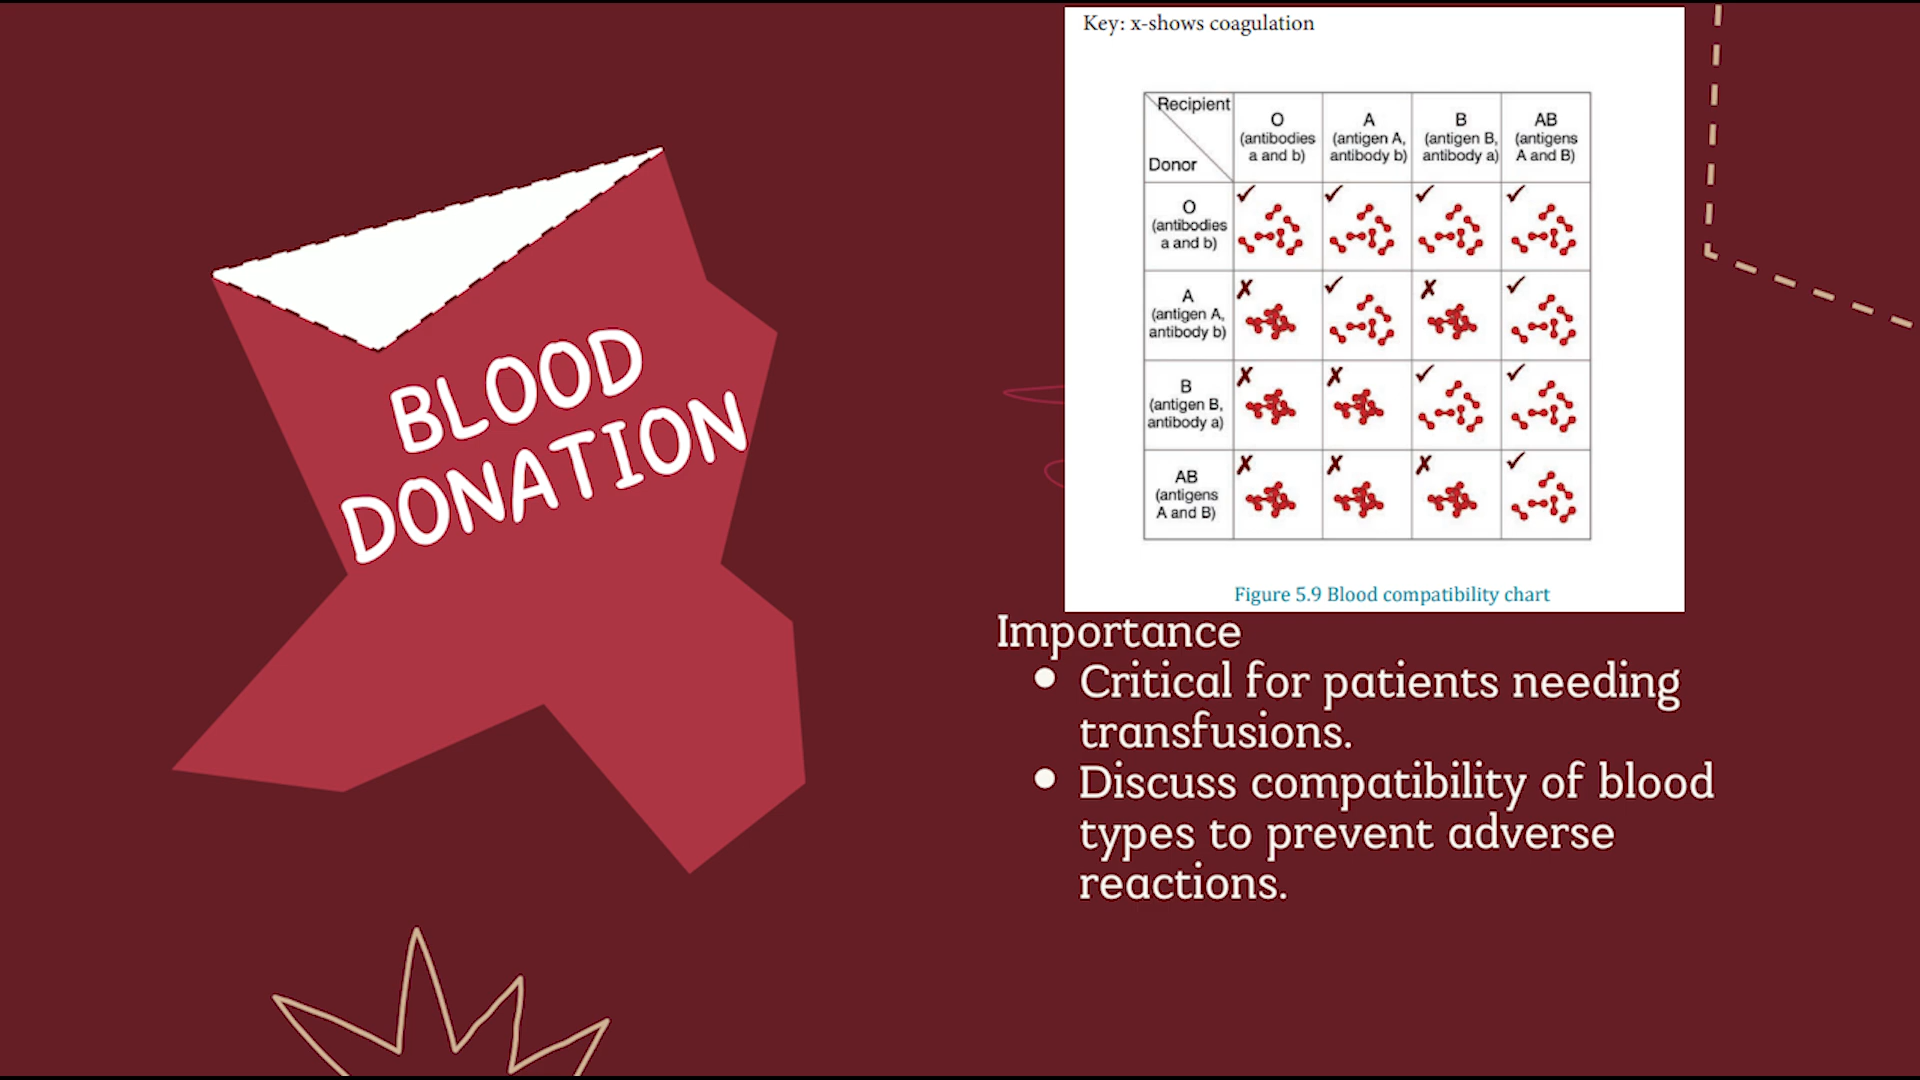 BLOOD
DONATION
Key: x-shows coagulation
Recipient
Donor
O
(antibodies
a and b)
A
(antigen A,
antibody b)
B
(antigen B,
antibody a)
AB
(antigens
A and B)
O
(antibodies
a and b)
✓ ✓ ✓ ✓
A
(antigen A,
antibody b)
✗ ✓ ✗ ✓
B
(antigen B,
antibody a)
✗ ✗ ✓ ✓
AB
(antigens
A and B)
✗ ✗ ✗ ✓
Figure 5.9 Blood compatibility chart
Importance
• Critical for patients needing
transfusions.
• Discuss compatibility of blood
types to prevent adverse
reactions.